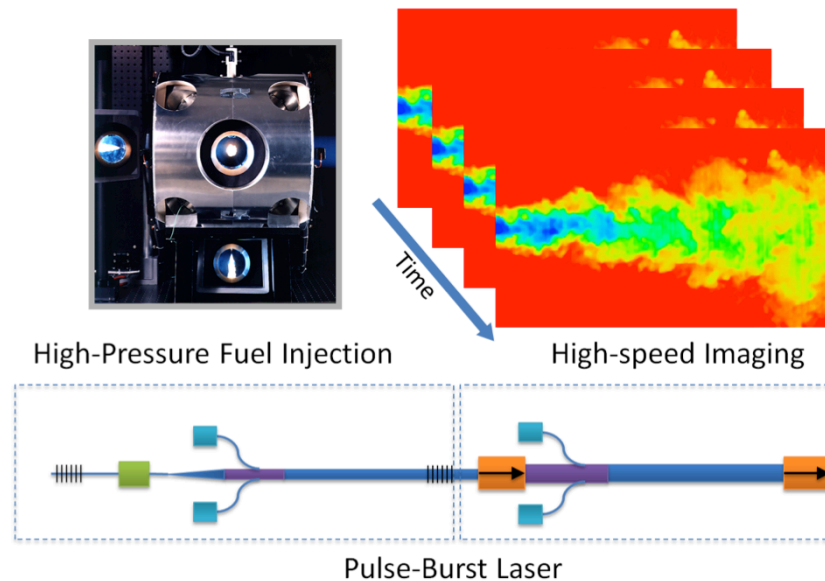 Time
High-Pressure Fuel Injection
High-speed Imaging
Pulse-Burst Laser